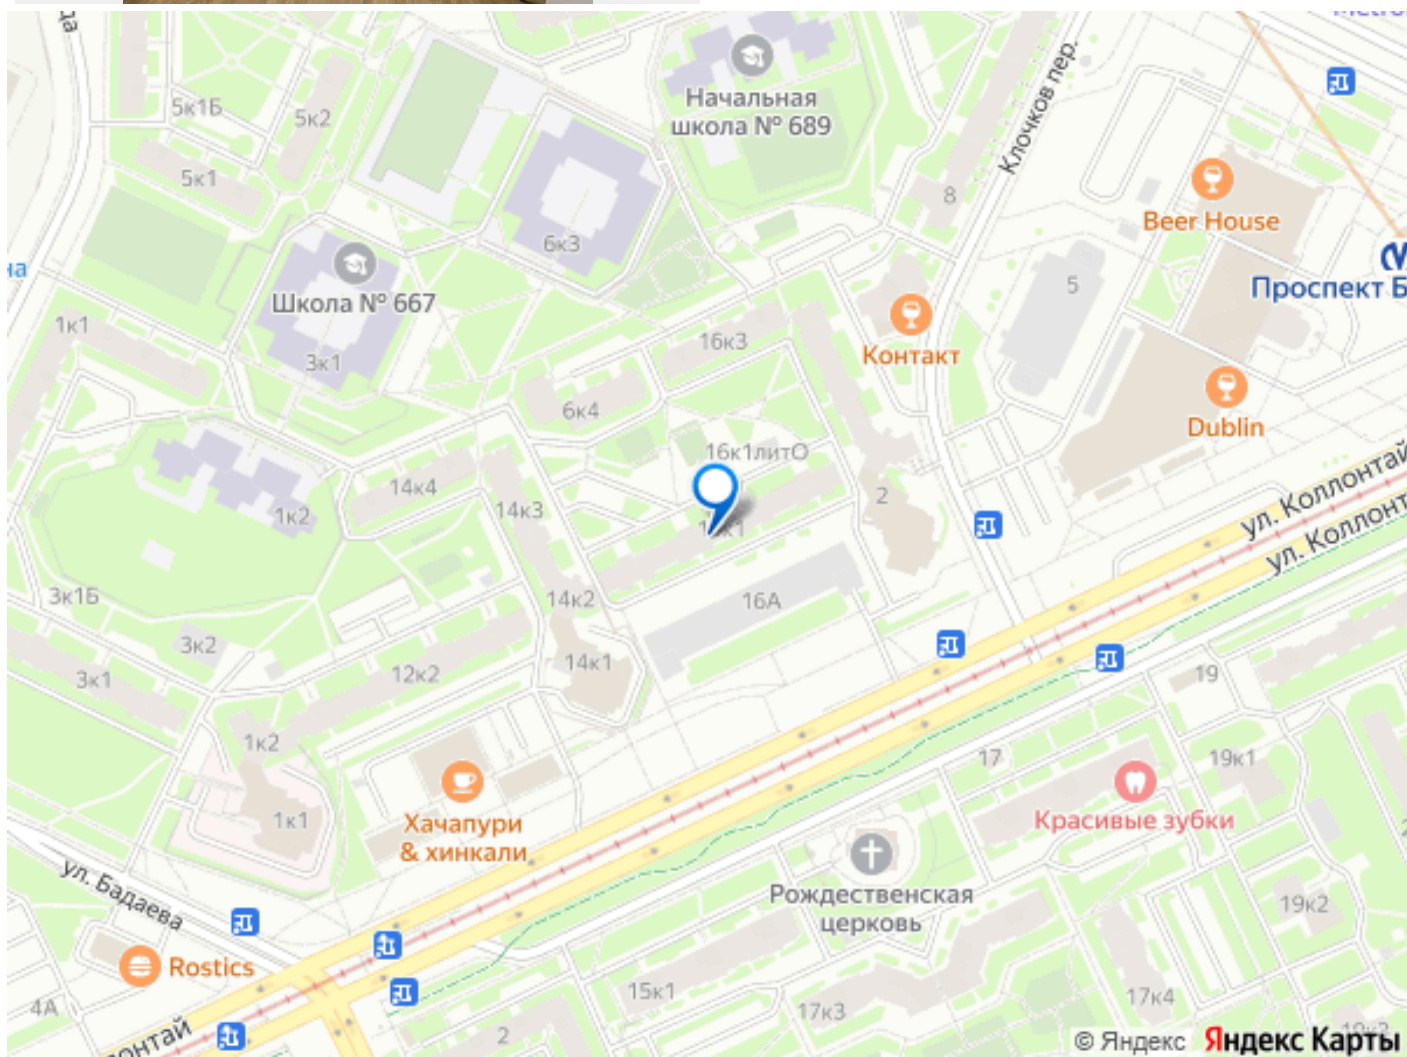 5к1Б
5к2
5к1
Начальная
школа № 689
Клочков пер.
8
Beer House
5
Проспект Б
6к3
Школа № 667
3к1
1к1
16к3
Контакт
6к4
Dublin
16к1литО
14к4
14к3
1к2
2
ул. Коллонтай
ул. Коллонт
3к1Б
14к2
16А
3к2
14к1
3к1
12к2
19
1к2
17
19к1
1к1
Хачапури
& хинкали
Красивые зубки
ул. Бадаева
Рождественская
церковь
19к2
Rostics
4А
15к1
17к3
17к4
2
лонтай
© Яндекс Яндекс Карты